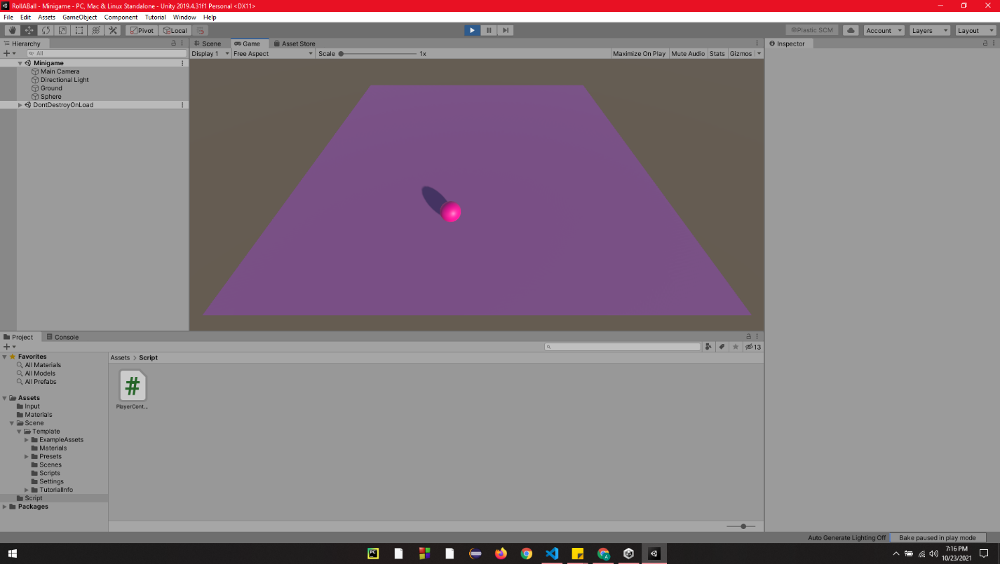 RollABall - Minigame - PC, Mac & Linux Standalone - Unity 2019.4.31f1 Personal <DX11>
File Edit Assets GameObject Component Tutorial Window Help
Pivot Local Plastic SCM Account Layers Layout
Hierarchy
All
Minigame
Main Camera
Directional Light
Ground
Sphere
DontDestroyOnLoad
Scene Game Asset Store
Display 1 Free Aspect Scale 1x Maximize On Play Mute Audio Stats Gizmos
Inspector
Project Console
13
Favorites
All Materials
All Models
All Prefabs
Assets
Input
Materials
Scene
Template
ExampleAssets
Materials
Presets
Scenes
Scripts
Settings
TutorialInfo
Script
Packages
Assets > Script
#
PlayerCont...
Auto Generate Lighting Off Bake paused in play mode
PC
A
7:16 PM
10/23/2021